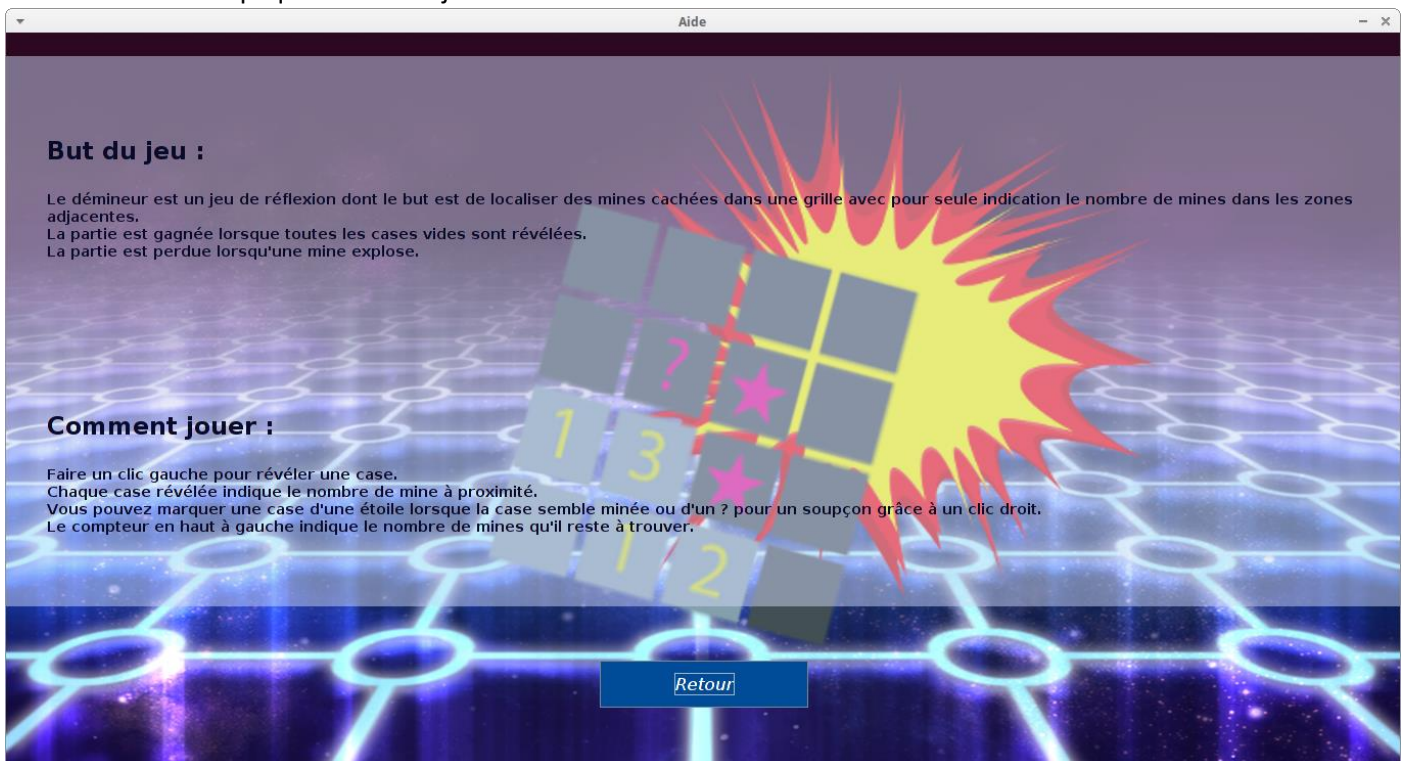 Aide
But du jeu :
Le démineur est un jeu de réflexion dont le but est de localiser des mines cachées dans une grille avec pour seule indication le nombre de mines dans les zones
adjacentes.
La partie est gagnée lorsque toutes les cases vides sont révélées.
La partie est perdue lorsqu'une mine explose.
?
1 3
Comment jouer :
Faire un clic gauche pour révéler une case.
Chaque case révélée indique le nombre de mine à proximité.
Vous pouvez marquer une case d'une étoile lorsque la case semble minée ou d'un ? pour un soupçon grâce à un clic droit.
Le compteur en haut à gauche indique le nombre de mines qu'il reste à trouver.
1 2
Retour